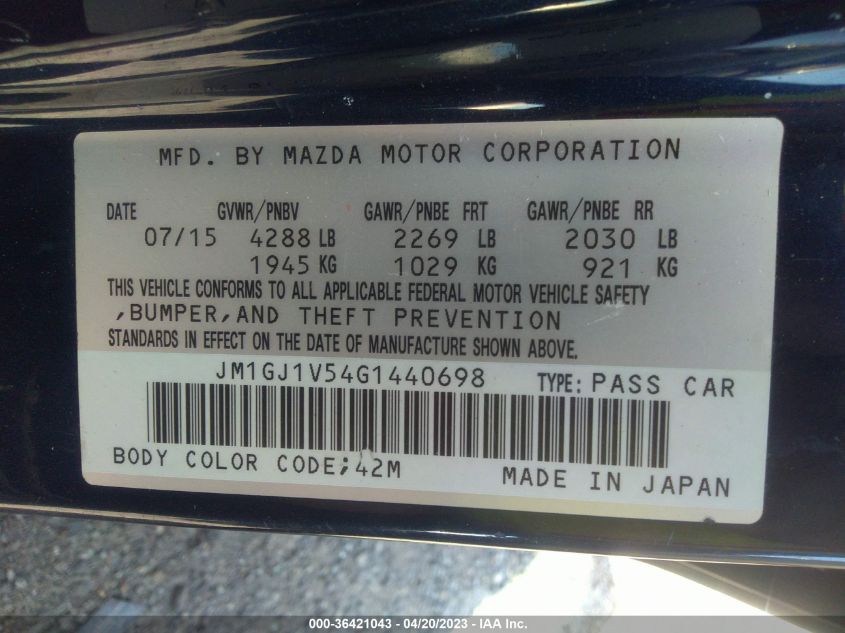 MFD. BY MAZDA MOTOR CORPORATION
DATE GVWR/PNBV GAWR/PNBE FRT GAWR/PNBE RR
07/15 4288 LB 2269 LB 2030 LB
1945 KG 1029 KG 921 KG
THIS VEHICLE CONFORMS TO ALL APPLICABLE FEDERAL MOTOR VEHICLE SAFETY
,BUMPER,AND THEFT PREVENTION
STANDARDS IN EFFECT ON THE DATE OF MANUFACTURE SHOWN ABOVE.
JM1GJ1V54G1440698 TYPE: PASS CAR
BODY COLOR CODE;42M MADE IN JAPAN
000-36421043 - 04/20/2023 - IAA Inc.